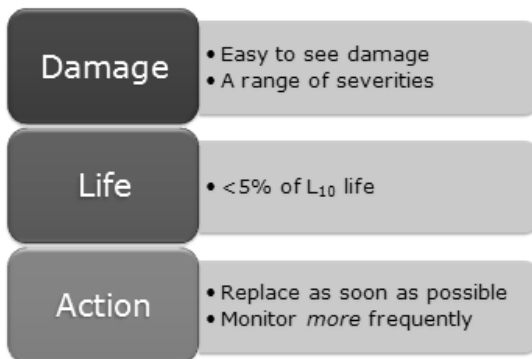 Damage
• Easy to see damage
• A range of severities
Life
• <5% of L₁₀ life
Action
• Replace as soon as possible
• Monitor more frequently